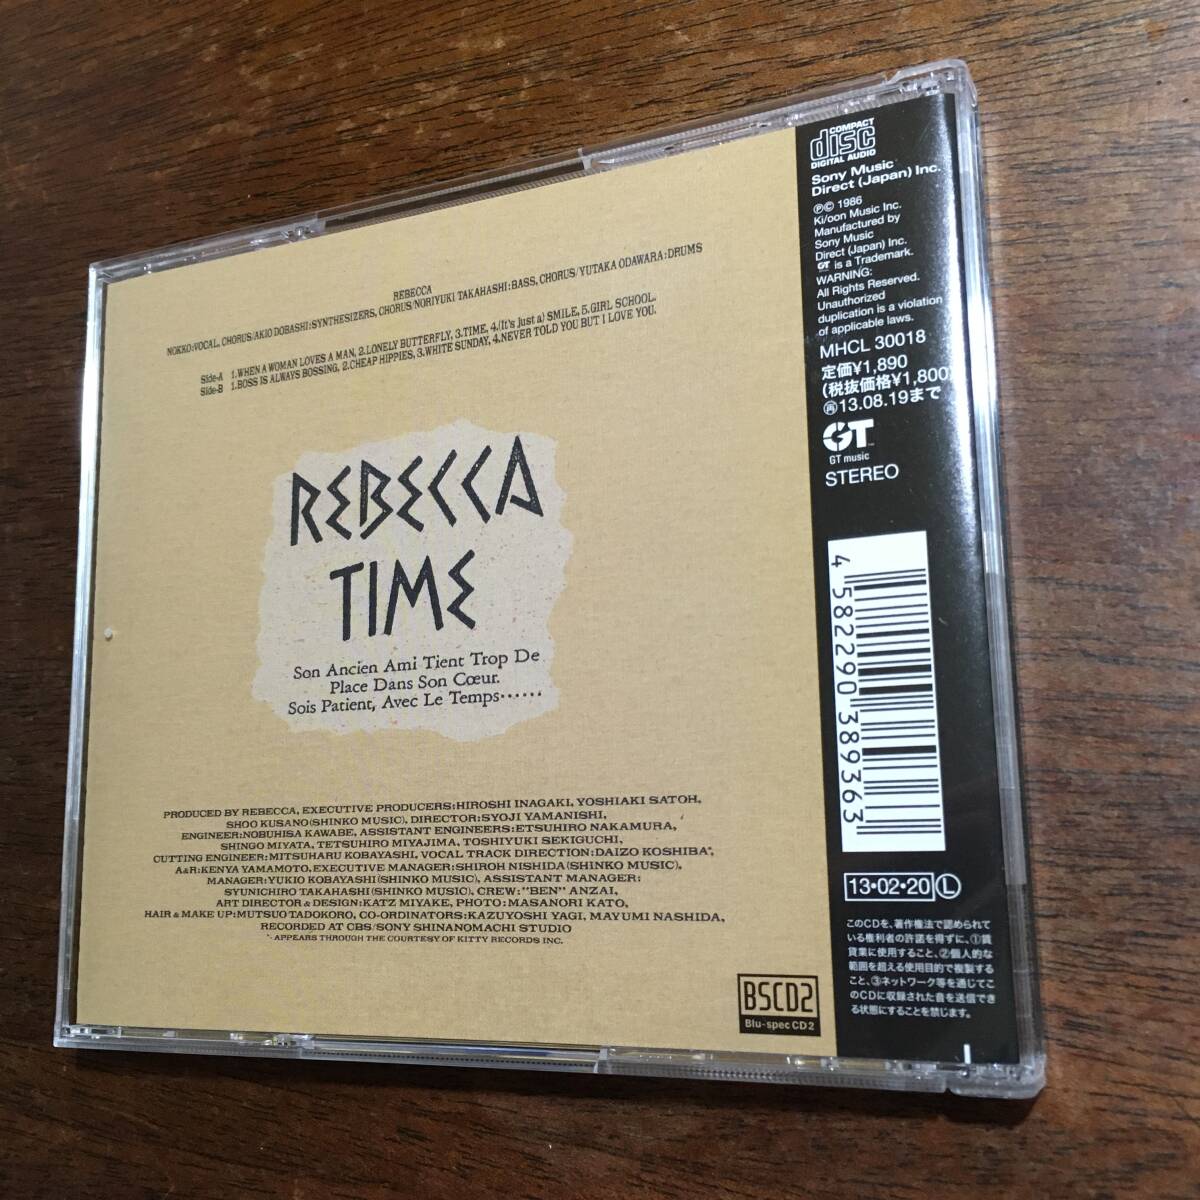 REBECCA
NOKKO:VOCAL, CHORUS/AKIO DOBASHI:SYNTHESIZERS, CHORUS/NORIYUKI TAKAHASHI:BASS, CHORUS/YUTAKA ODAWARA:DRUMS
Side-A 1.WHEN A WOMAN LOVES A MAN, 2.LONELY BUTTERFLY, 3.TIME, 4.(It's Just a) SMILE, 5.GIRL SCHOOL.
Side-B 1.BOSS IS ALWAYS BOSSING, 2.CHEAP HIPPIES, 3.WHITE SUNDAY, 4.NEVER TOLD YOU BUT I LOVE YOU.
REBECCA
TIME
Son Ancien Ami Tient Trop De
Place Dans Son Cœur.
Sois Patient, Avec Le Temps······
PRODUCED BY REBECCA, EXECUTIVE PRODUCERS:HIROSHI INAGAKI, YOSHIAKI SATOH,
SHOO KUSANO(SHINKO MUSIC), DIRECTOR:SYOJI YAMANISHI,
ENGINEER:NOBUHISA KAWABE, ASSISTANT ENGINEERS:ETSUHIRO NAKAMURA,
SHINGO MIYATA, TETSUHIRO MIYAJIMA, TOSHIYUKI SEKIGUCHI,
CUTTING ENGINEER:MITSUHARU KOBAYASHI, VOCAL TRACK DIRECTION:DAIZO KOSHIBA*,
A&R:KENYA YAMAMOTO, EXECUTIVE MANAGER:SHIROH NISHIDA(SHINKO MUSIC),
MANAGER:YUKIO KOBAYASHI(SHINKO MUSIC), ASSISTANT MANAGER:
SYUNICHIRO TAKAHASHI(SHINKO MUSIC), CREW:"BEN" ANZAI,
ART DIRECTOR & DESIGN:KATZ MIYAKE, PHOTO:MASANORI KATO,
HAIR & MAKE UP:MUTSUO TADOKORO, CO-ORDINATORS:KAZUYOSHI YAGI, MAYUMI NASHIDA,
RECORDED AT CBS/SONY SHINANOMACHI STUDIO
*-APPEARS THROUGH THE COURTESY OF KITTY RECORDS INC.
BSCD2
Blu-spec CD2
COMPACT
disc
DIGITAL AUDIO
Sony Music
Direct (Japan) Inc.
℗© 1986
Ki/oon Music Inc.
Manufactured by
Sony Music
Direct (Japan) Inc.
GT is a Trademark.
WARNING:
All Rights Reserved.
Unauthorized
duplication is a violation
of applicable laws.
MHCL 30018
定価¥1,890
(税抜価格¥1,800)
再13.08.19まで
GT
GT music
STEREO
4 582290 389363
13•02•20 L
このCDを、著作権法で認められて
いる権利者の許諾を得ずに、①賃
貸業に使用すること、②個人的な
範囲を超える使用目的で複製する
こと、③ネットワーク等を通じてこ
のCDに収録された音を送信でき
る状態にすることを禁じます。